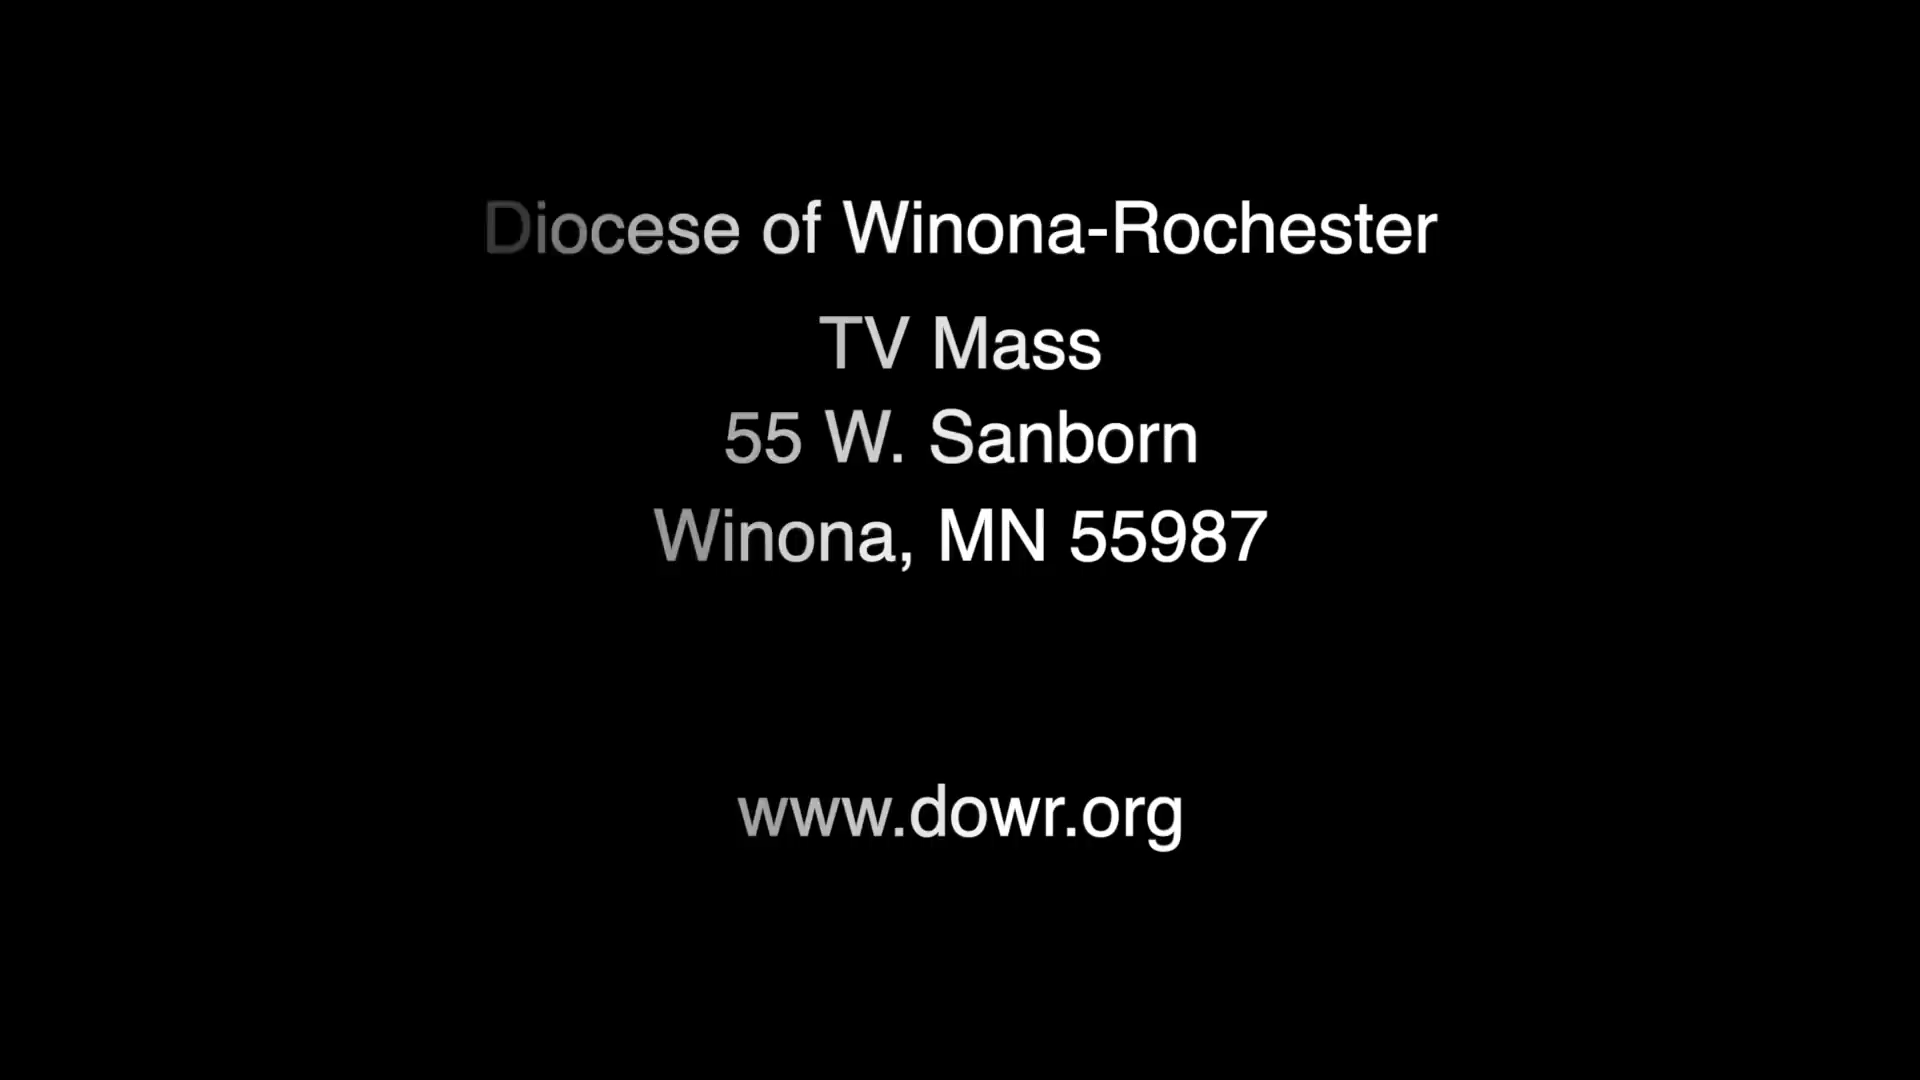 Diocese of Winona-Rochester
TV Mass
55 W. Sanborn
Winona, MN 55987
www.dowr.org